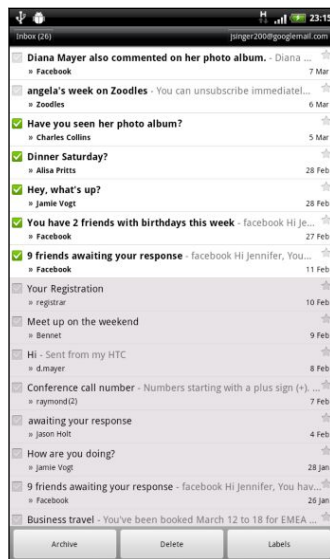 H 23:15
Inbox (26) jsinger200@googlemail.com
Diana Mayer also commented on her photo album. - Diana ...
» Facebook 7 Mar
angela's week on Zoodles - You can unsubscribe immediatel...
» Zoodles 6 Mar
Have you seen her photo album?
» Charles Collins 5 Mar
Dinner Saturday?
» Alisa Pritts 28 Feb
Hey, what's up?
» Jamie Vogt 28 Feb
You have 2 friends with birthdays this week - facebook Hi Je...
» Facebook 27 Feb
9 friends awaiting your response - facebook Hi Jennifer, You...
» Facebook 11 Feb
Your Registration
» registrar 10 Feb
Meet up on the weekend
» Bennet 9 Feb
Hi - Sent from my HTC
» d.mayer 8 Feb
Conference call number - Numbers starting with a plus sign (+). ...
» raymond(2) 7 Feb
awaiting your response
» Jason Holt 4 Feb
How are you doing?
» Jamie Vogt 28 Jan
9 friends awaiting your response - facebook Hi Jennifer, You hav...
» Facebook 26 Jan
Business travel - You've been booked March 12 to 18 for EMEA ...
Archive Delete Labels